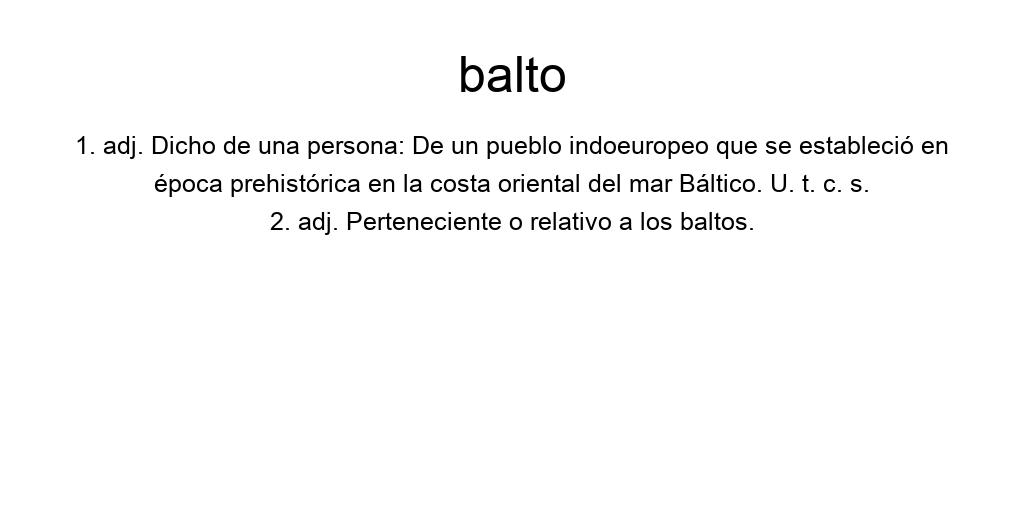 balto
1. adj. Dicho de una persona: De un pueblo indoeuropeo que se estableció en
época prehistórica en la costa oriental del mar Báltico. U. t. c. s.
2. adj. Perteneciente o relativo a los baltos.